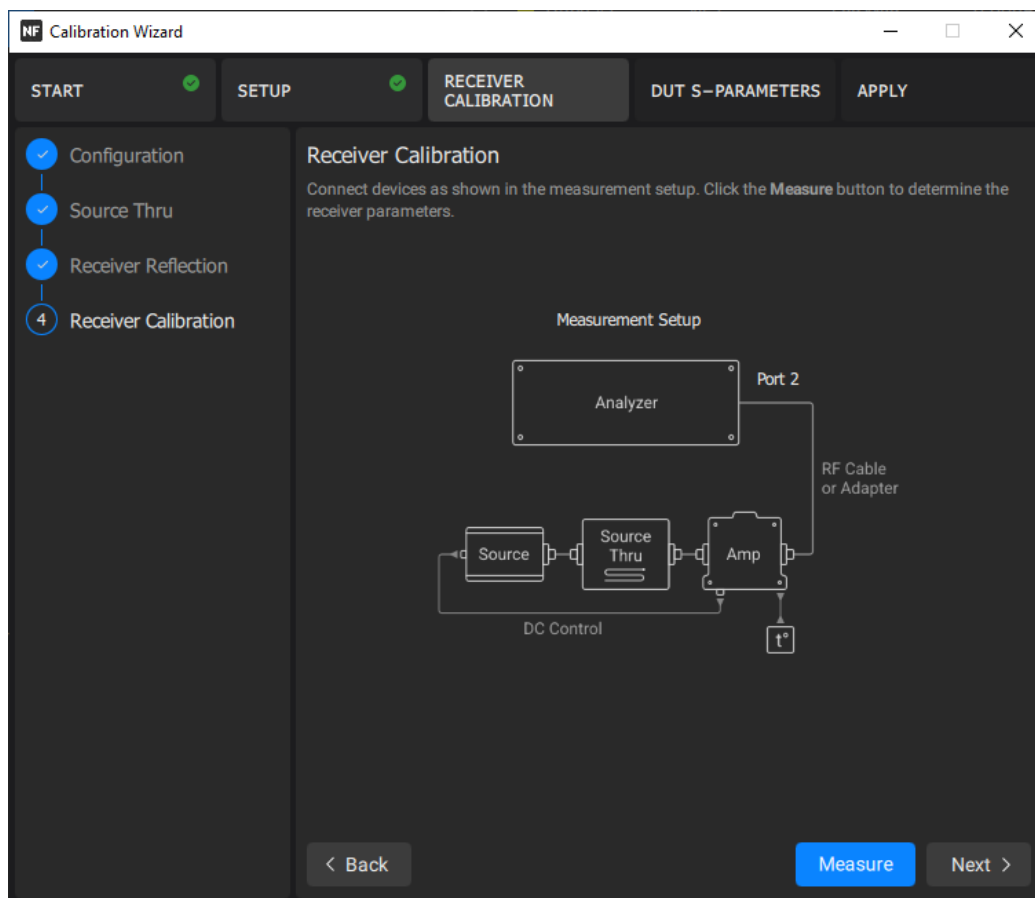 NF Calibration Wizard
START
SETUP
RECEIVER
CALIBRATION
DUT S-PARAMETERS
APPLY
Configuration
Source Thru
Receiver Reflection
4 Receiver Calibration
Receiver Calibration
Connect devices as shown in the measurement setup. Click the Measure button to determine the
receiver parameters.
Measurement Setup
Analyzer
Port 2
RF Cable
or Adapter
Source
Source
Thru
Amp
DC Control
t°
< Back
Measure
Next >